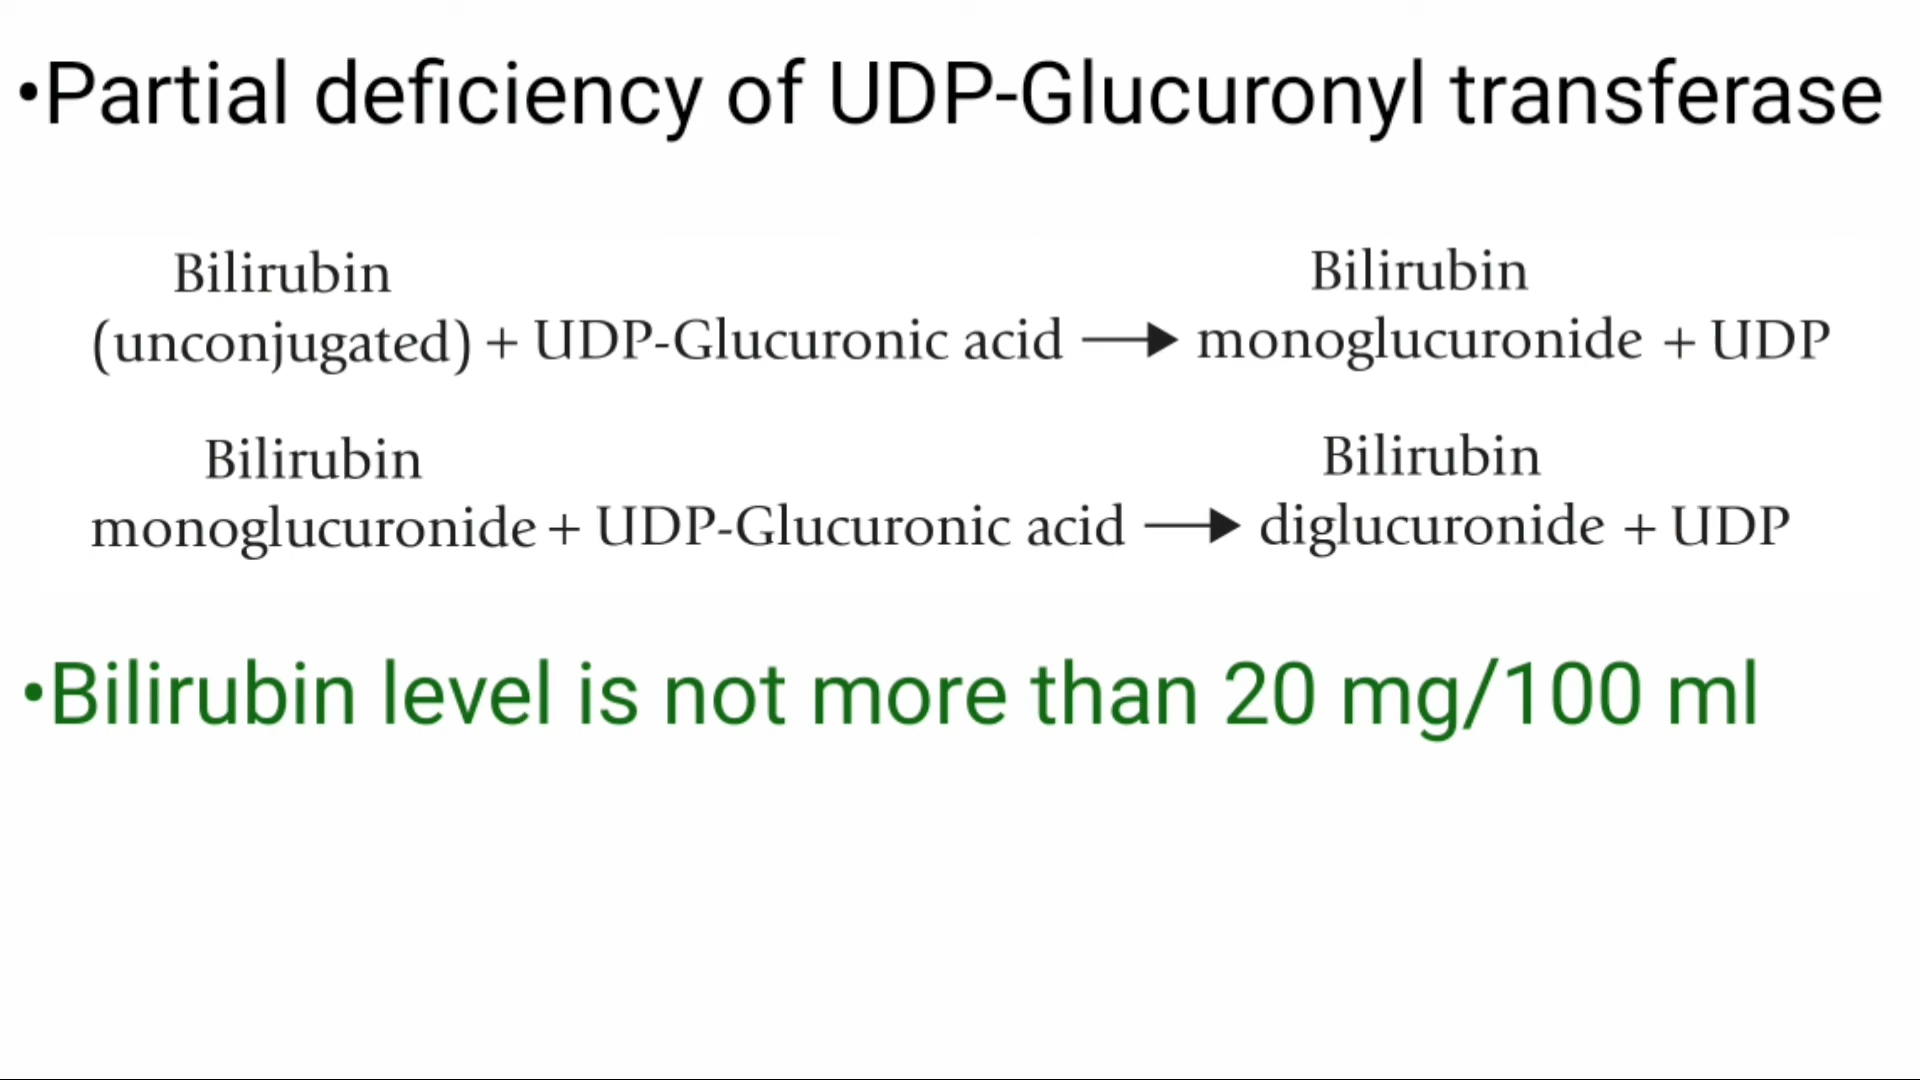 •Partial deficiency of UDP-Glucuronyl transferase
Bilirubin Bilirubin
(unconjugated) + UDP-Glucuronic acid → monoglucuronide + UDP
Bilirubin Bilirubin
monoglucuronide + UDP-Glucuronic acid → diglucuronide + UDP
•Bilirubin level is not more than 20 mg/100 ml